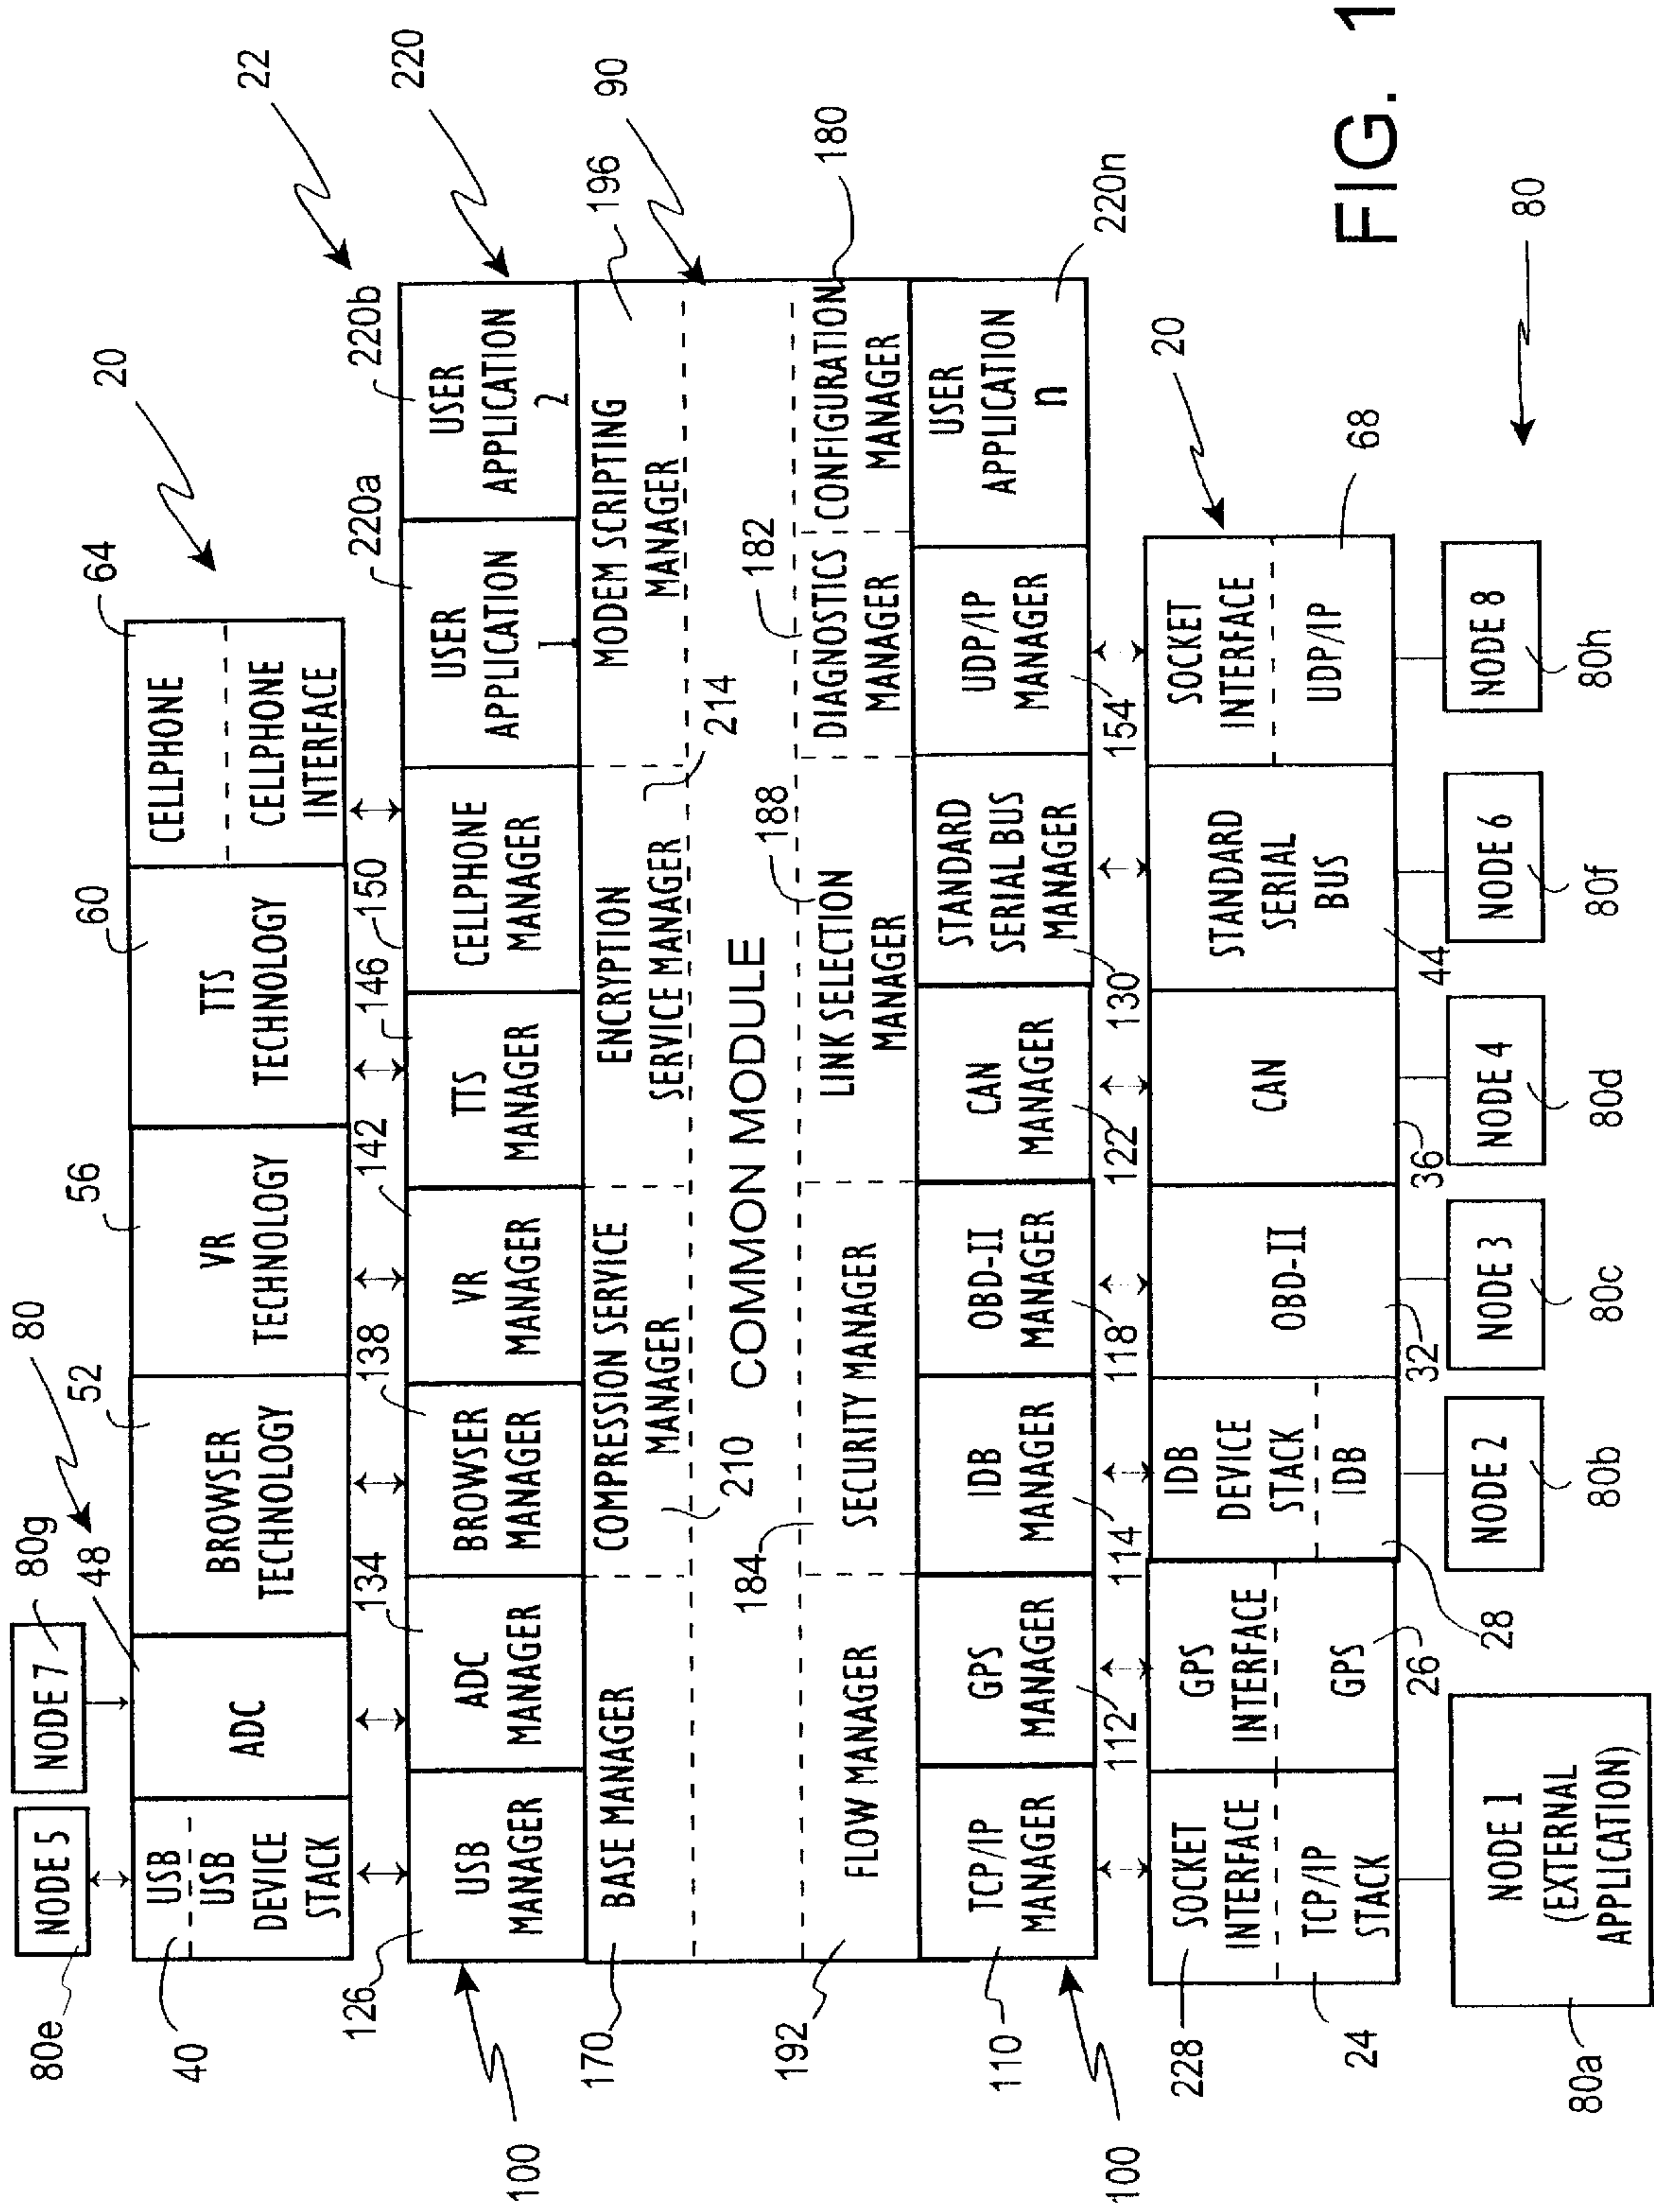 80e
NODE 5
NODE 7
80g
80
48
52
56
60
64
20
22
40
USB
USB
DEVICE
STACK
ADC
BROWSER
TECHNOLOGY
VR
TECHNOLOGY
TTS
TECHNOLOGY
CELLPHONE
CELLPHONE
INTERFACE
126
134
138
142
146
150
220a
220b
220
100
USB
MANAGER
ADC
MANAGER
BROWSER
MANAGER
VR
MANAGER
TTS
MANAGER
CELLPHONE
MANAGER
USER
APPLICATION
1
USER
APPLICATION
2
170
BASE MANAGER
COMPRESSION SERVICE
MANAGER
ENCRYPTION
SERVICE MANAGER
MODEM SCRIPTING
MANAGER
196
90
210
214
COMMON MODULE
184
188
182
180
192
FLOW MANAGER
SECURITY MANAGER
LINK SELECTION
MANAGER
DIAGNOSTICS
MANAGER
CONFIGURATION
MANAGER
110
TCP/IP
MANAGER
GPS
MANAGER
IDB
MANAGER
OBD-II
MANAGER
CAN
MANAGER
STANDARD
SERIAL BUS
MANAGER
UDP/IP
MANAGER
USER
APPLICATION
n
220n
100
112
114
118
122
130
154
20
228
SOCKET
INTERFACE
TCP/IP
STACK
GPS
INTERFACE
GPS
IDB
DEVICE
STACK
IDB
OBD-II
CAN
STANDARD
SERIAL
BUS
SOCKET
INTERFACE
UDP/IP
68
24
26
28
32
36
44
NODE 1
(EXTERNAL
APPLICATION)
NODE 2
NODE 3
NODE 4
NODE 6
NODE 8
80
80a
80b
80c
80d
80f
80h
FIG. 1